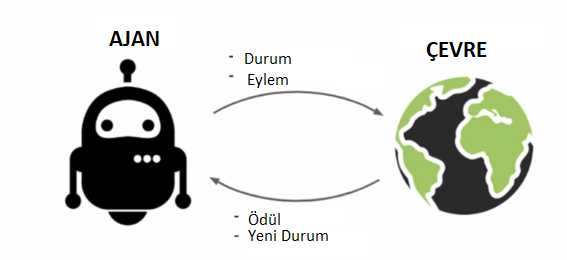 AJAN
ÇEVRE
- Durum
- Eylem
- Ödül
- Yeni Durum